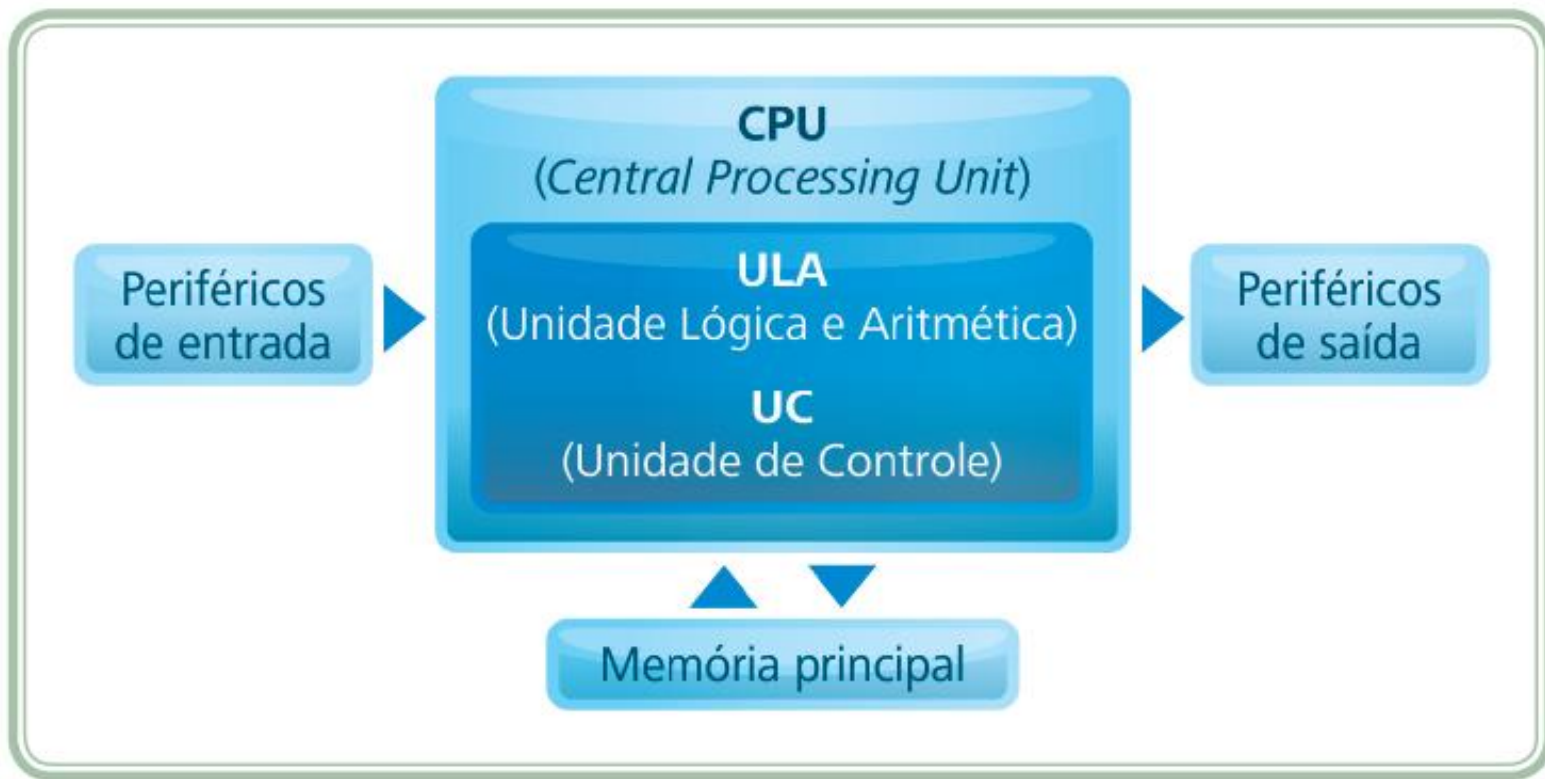 CPU
(Central Processing Unit)
Periféricos
de entrada
ULA
(Unidade Lógica e Aritmética)
UC
(Unidade de Controle)
Periféricos
de saída
Memória principal